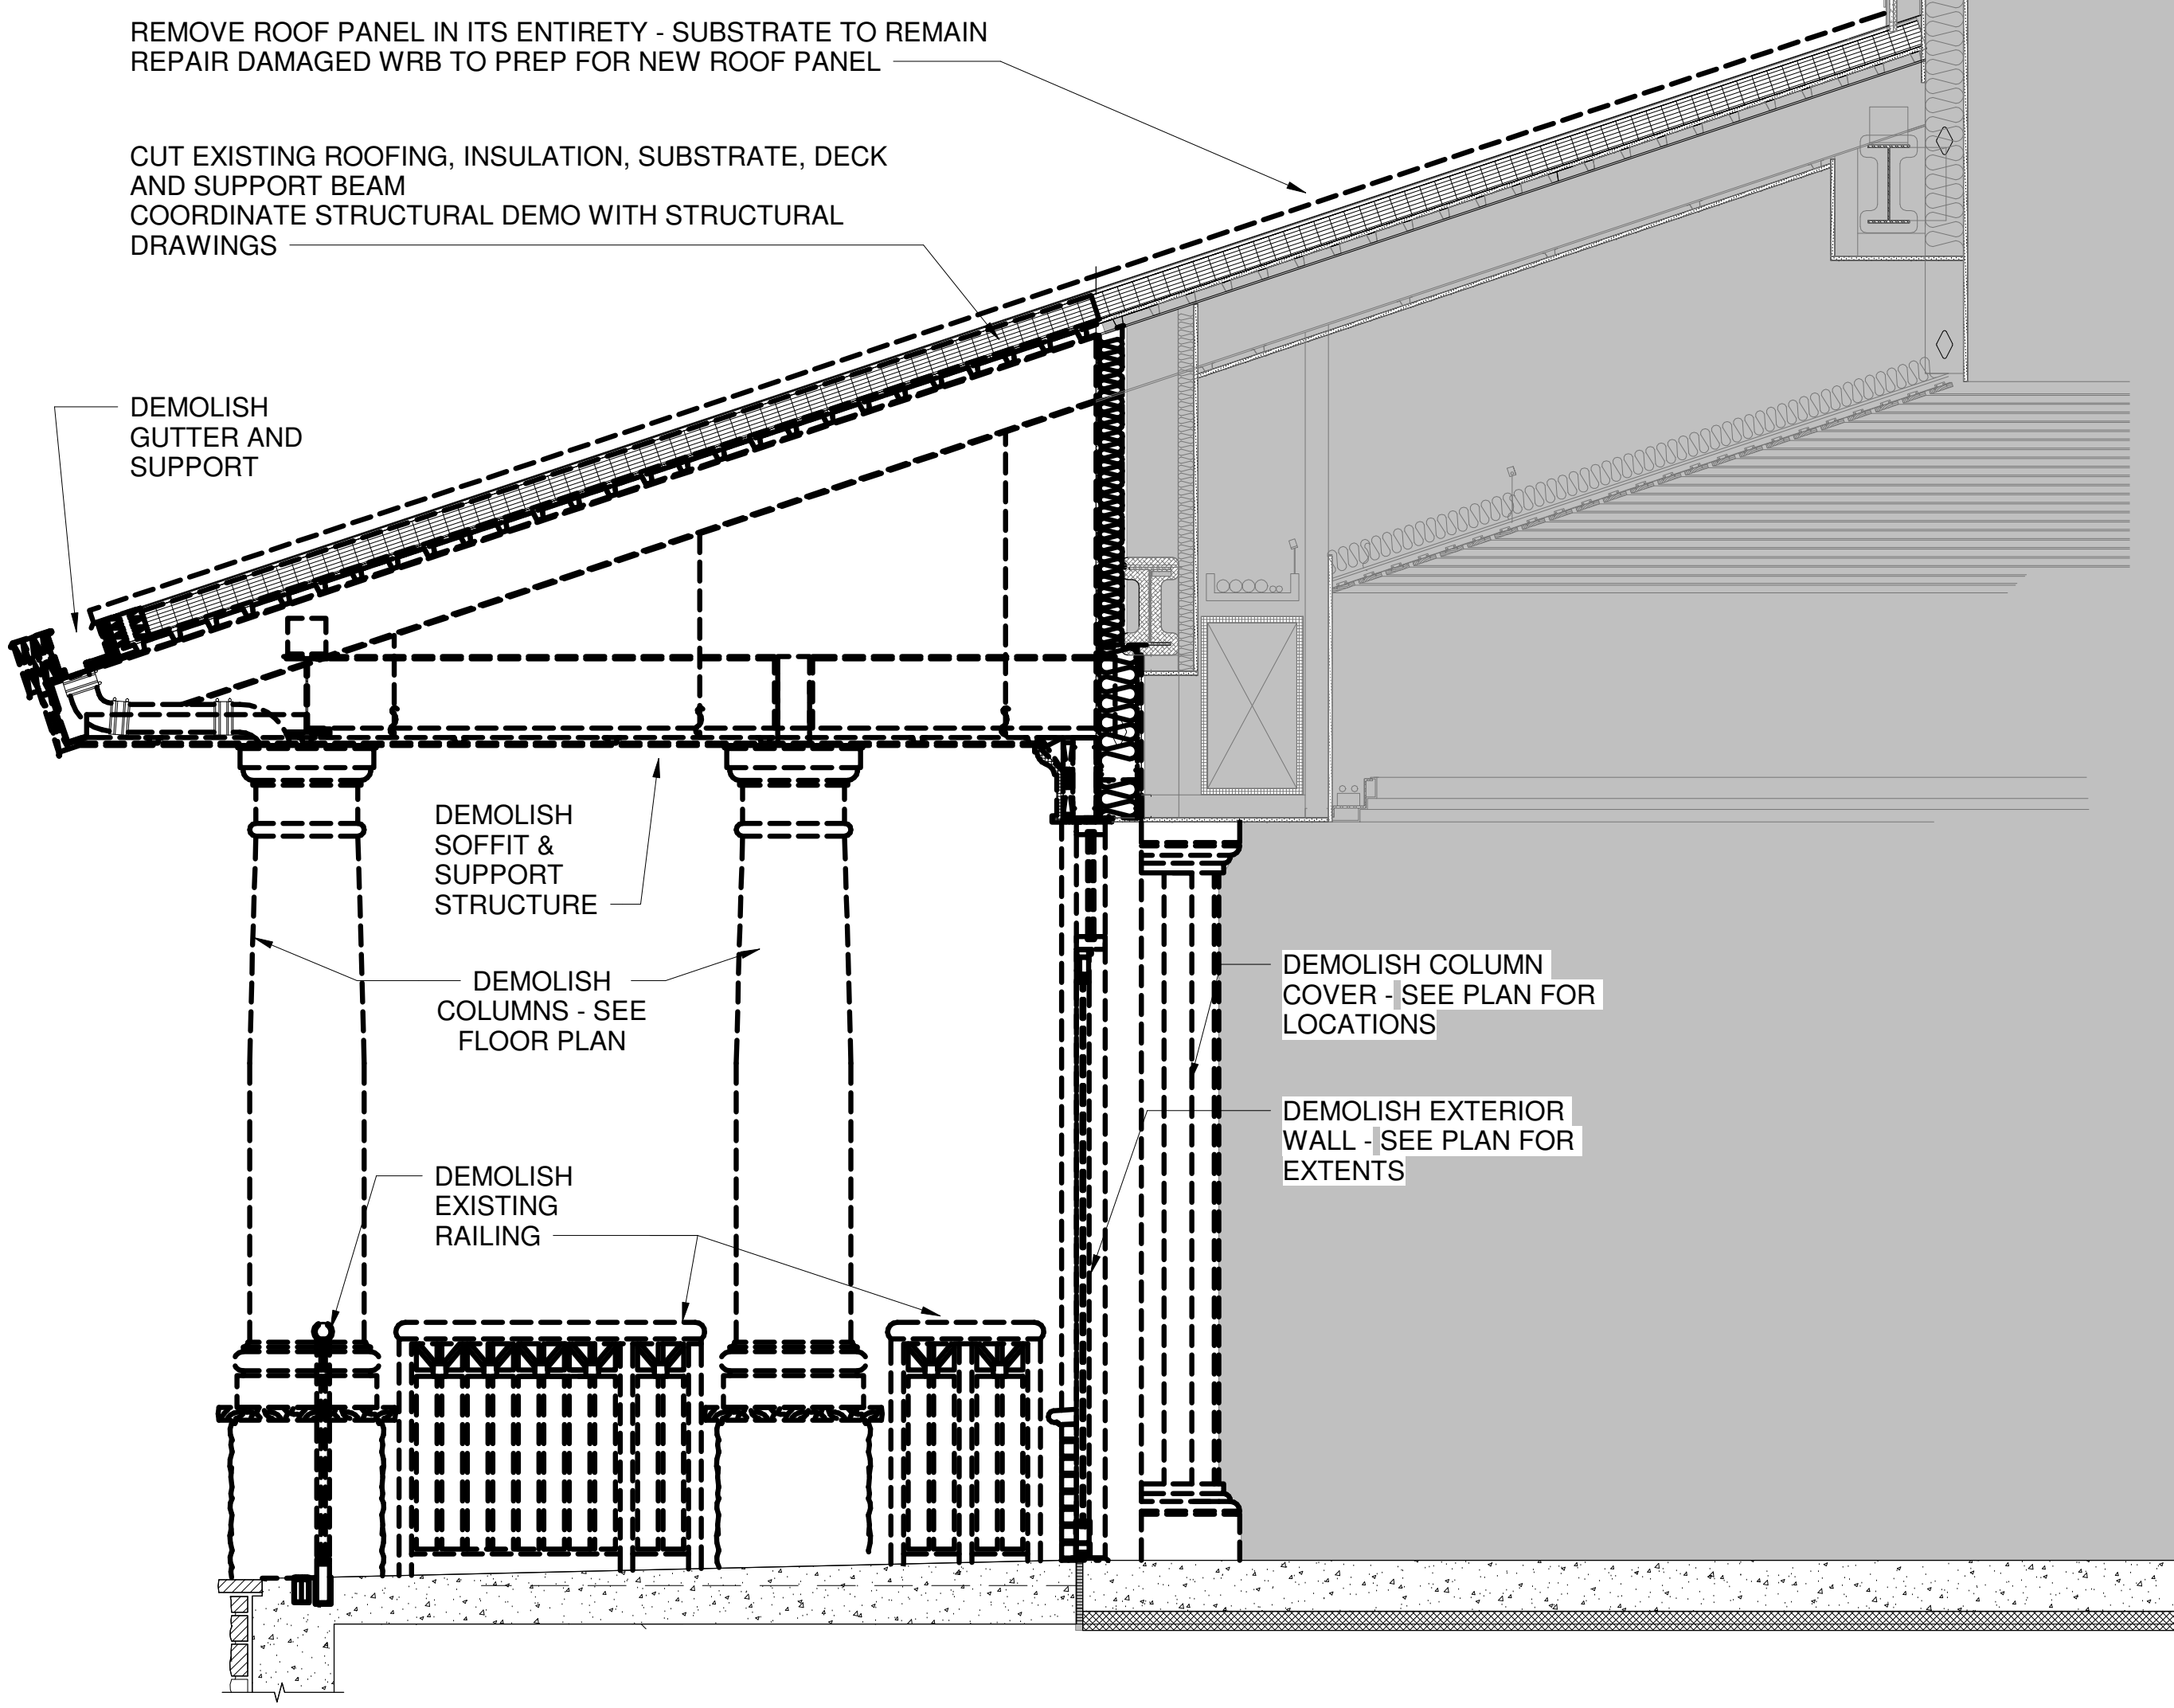 REMOVE ROOF PANEL IN ITS ENTIRETY - SUBSTRATE TO REMAIN
REPAIR DAMAGED WRB TO PREP FOR NEW ROOF PANEL
CUT EXISTING ROOFING, INSULATION, SUBSTRATE, DECK
AND SUPPORT BEAM
COORDINATE STRUCTURAL DEMO WITH STRUCTURAL
DRAWINGS
DEMOLISH
GUTTER AND
SUPPORT
DEMOLISH
SOFFIT &
SUPPORT
STRUCTURE
DEMOLISH
COLUMNS - SEE
FLOOR PLAN
DEMOLISH COLUMN
COVER - SEE PLAN FOR
LOCATIONS
DEMOLISH EXTERIOR
WALL - SEE PLAN FOR
EXTENTS
DEMOLISH
EXISTING
RAILING